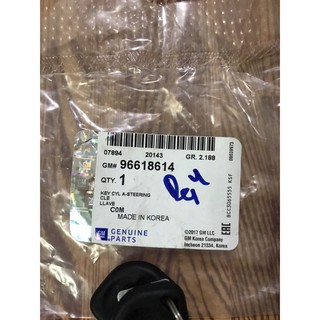 07894 20143 GR. 2.188
GM# 96618614
QTY. 1
KEY CYL A-STEERING
CLE
LLAVE
COM
MADE IN KOREA
GM
GENUINE
PARTS
©2017 GM LLC
GM Korea Company
Incheon 21334, Korea
EAC